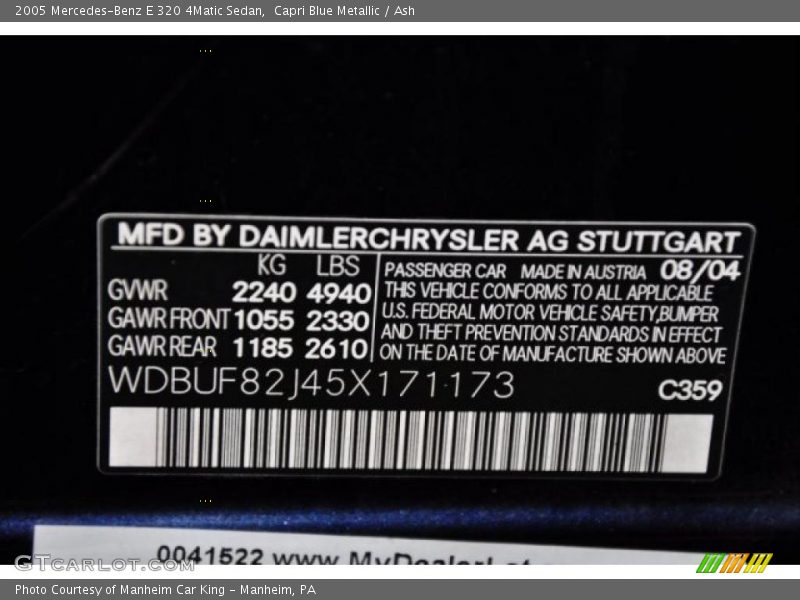 2005 Mercedes-Benz E 320 4Matic Sedan,  Capri Blue Metallic / Ash
MFD BY DAIMLERCHRYSLER AG STUTTGART
KG LBS
GVWR 2240 4940
GAWR FRONT 1055 2330
GAWR REAR 1185 2610
PASSENGER CAR MADE IN AUSTRIA 08/04
THIS VEHICLE CONFORMS TO ALL APPLICABLE
U.S. FEDERAL MOTOR VEHICLE SAFETY,BUMPER
AND THEFT PREVENTION STANDARDS IN EFFECT
ON THE DATE OF MANUFACTURE SHOWN ABOVE
WDBUF82J45X171173 C359
0041522 www.MyDealerLot
GTcarlot.com
Photo Courtesy of Manheim Car King - Manheim, PA